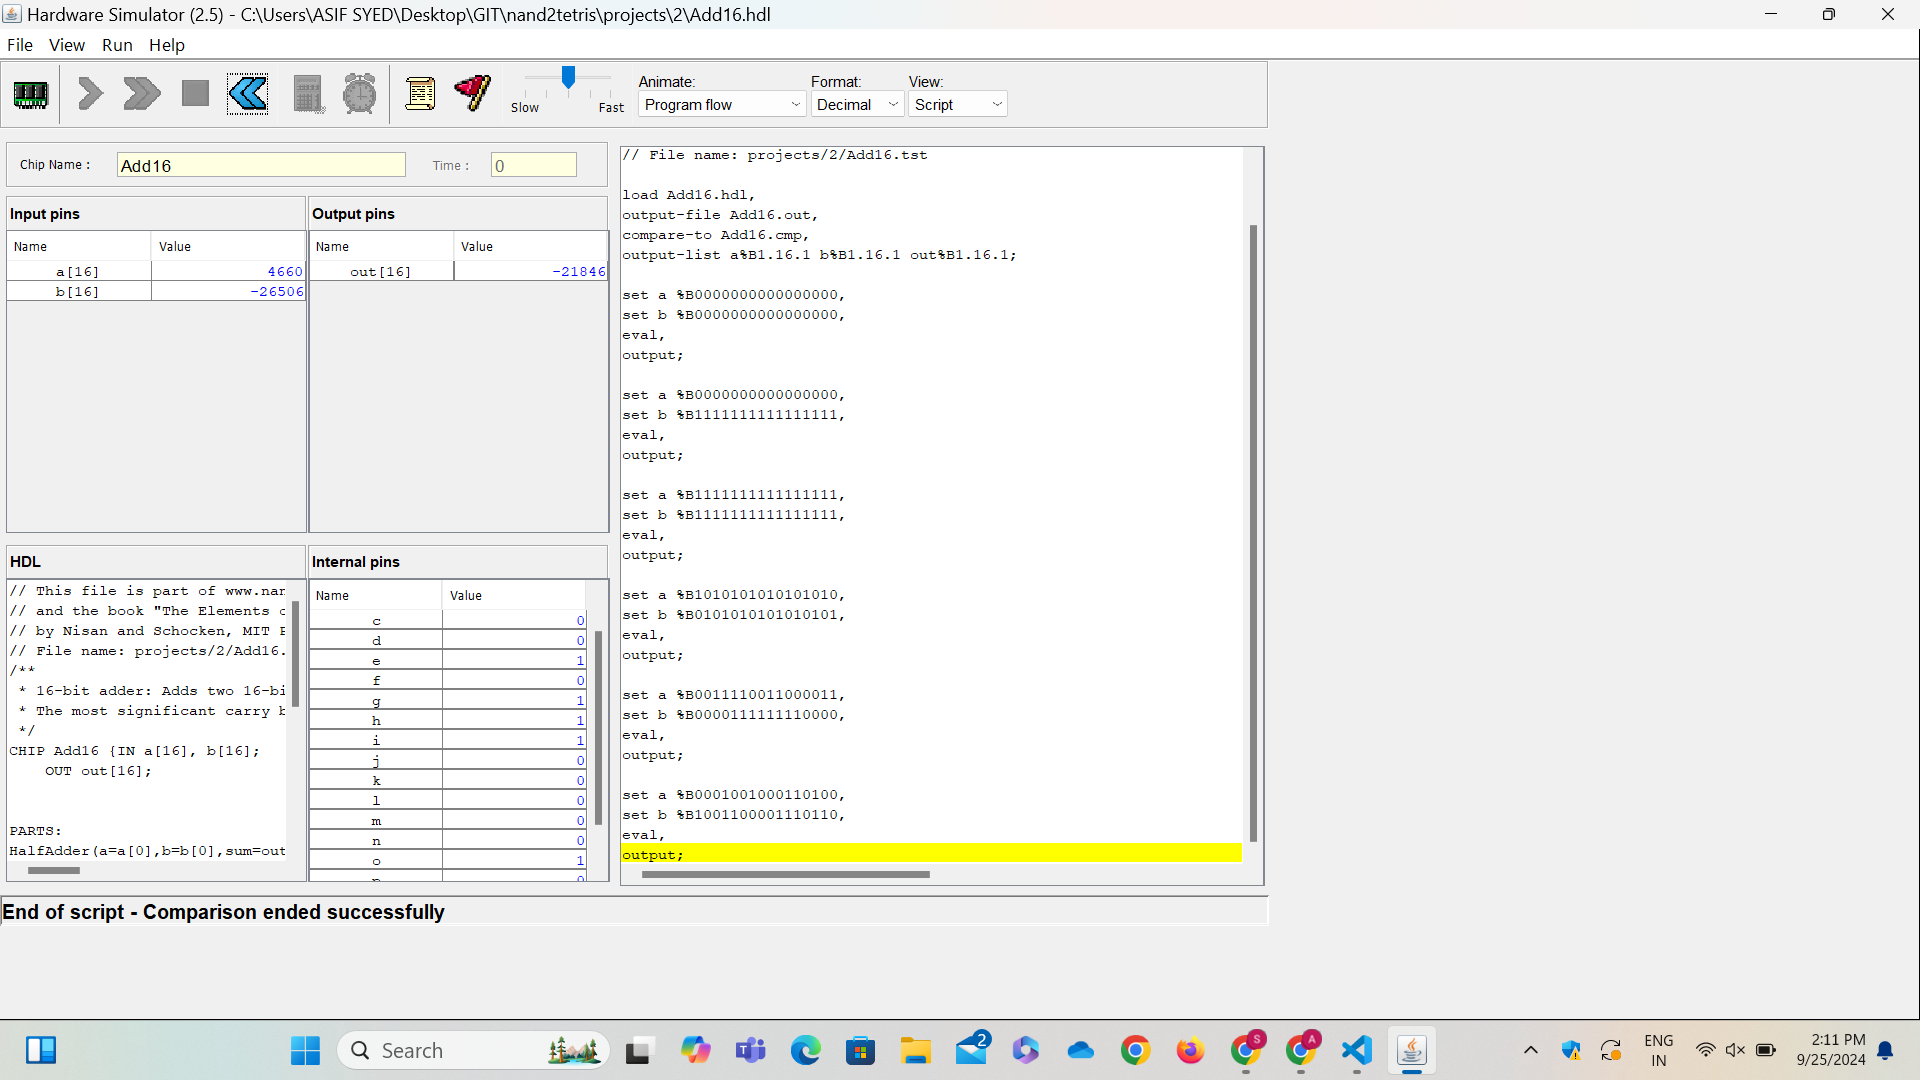 Hardware Simulator (2.5) - C:\Users\ASIF SYED\Desktop\GIT\nand2tetris\projects\2\Add16.hdl
File View Run Help
Slow Fast
Animate: Format: View:
Program flow Decimal Script
Chip Name : Add16 Time : 0
Input pins
Name Value
a[16] 4660
b[16] -26506
Output pins
Name Value
out[16] -21846
HDL
// This file is part of www.nan
// and the book "The Elements o
// by Nisan and Schocken, MIT P
// File name: projects/2/Add16.
/**
* 16-bit adder: Adds two 16-bi
* The most significant carry b
*/
CHIP Add16 {IN a[16], b[16];
OUT out[16];
PARTS:
HalfAdder(a=a[0],b=b[0],sum=out
Internal pins
Name Value
c 0
d 0
e 1
f 0
g 1
h 1
i 1
j 0
k 0
l 0
m 0
n 0
o 1
// File name: projects/2/Add16.tst
load Add16.hdl,
output-file Add16.out,
compare-to Add16.cmp,
output-list a%B1.16.1 b%B1.16.1 out%B1.16.1;
set a %B0000000000000000,
set b %B0000000000000000,
eval,
output;
set a %B0000000000000000,
set b %B1111111111111111,
eval,
output;
set a %B1111111111111111,
set b %B1111111111111111,
eval,
output;
set a %B1010101010101010,
set b %B0101010101010101,
eval,
output;
set a %B0011110011000011,
set b %B0000111111110000,
eval,
output;
set a %B0001001000110100,
set b %B1001100001110110,
eval,
output;
End of script - Comparison ended successfully
Search
2
S
A
ENG
IN
2:11 PM
9/25/2024